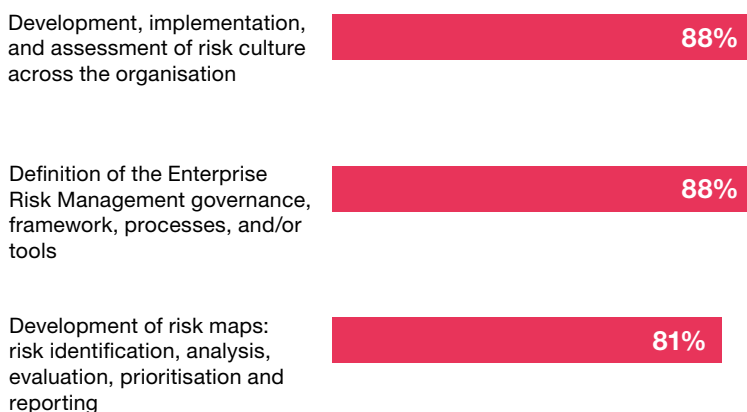 Development, implementation,
and assessment of risk culture
across the organisation
88%
Definition of the Enterprise
Risk Management governance,
framework, processes, and/or
tools
88%
Development of risk maps:
risk identification, analysis,
evaluation, prioritisation and
reporting
81%